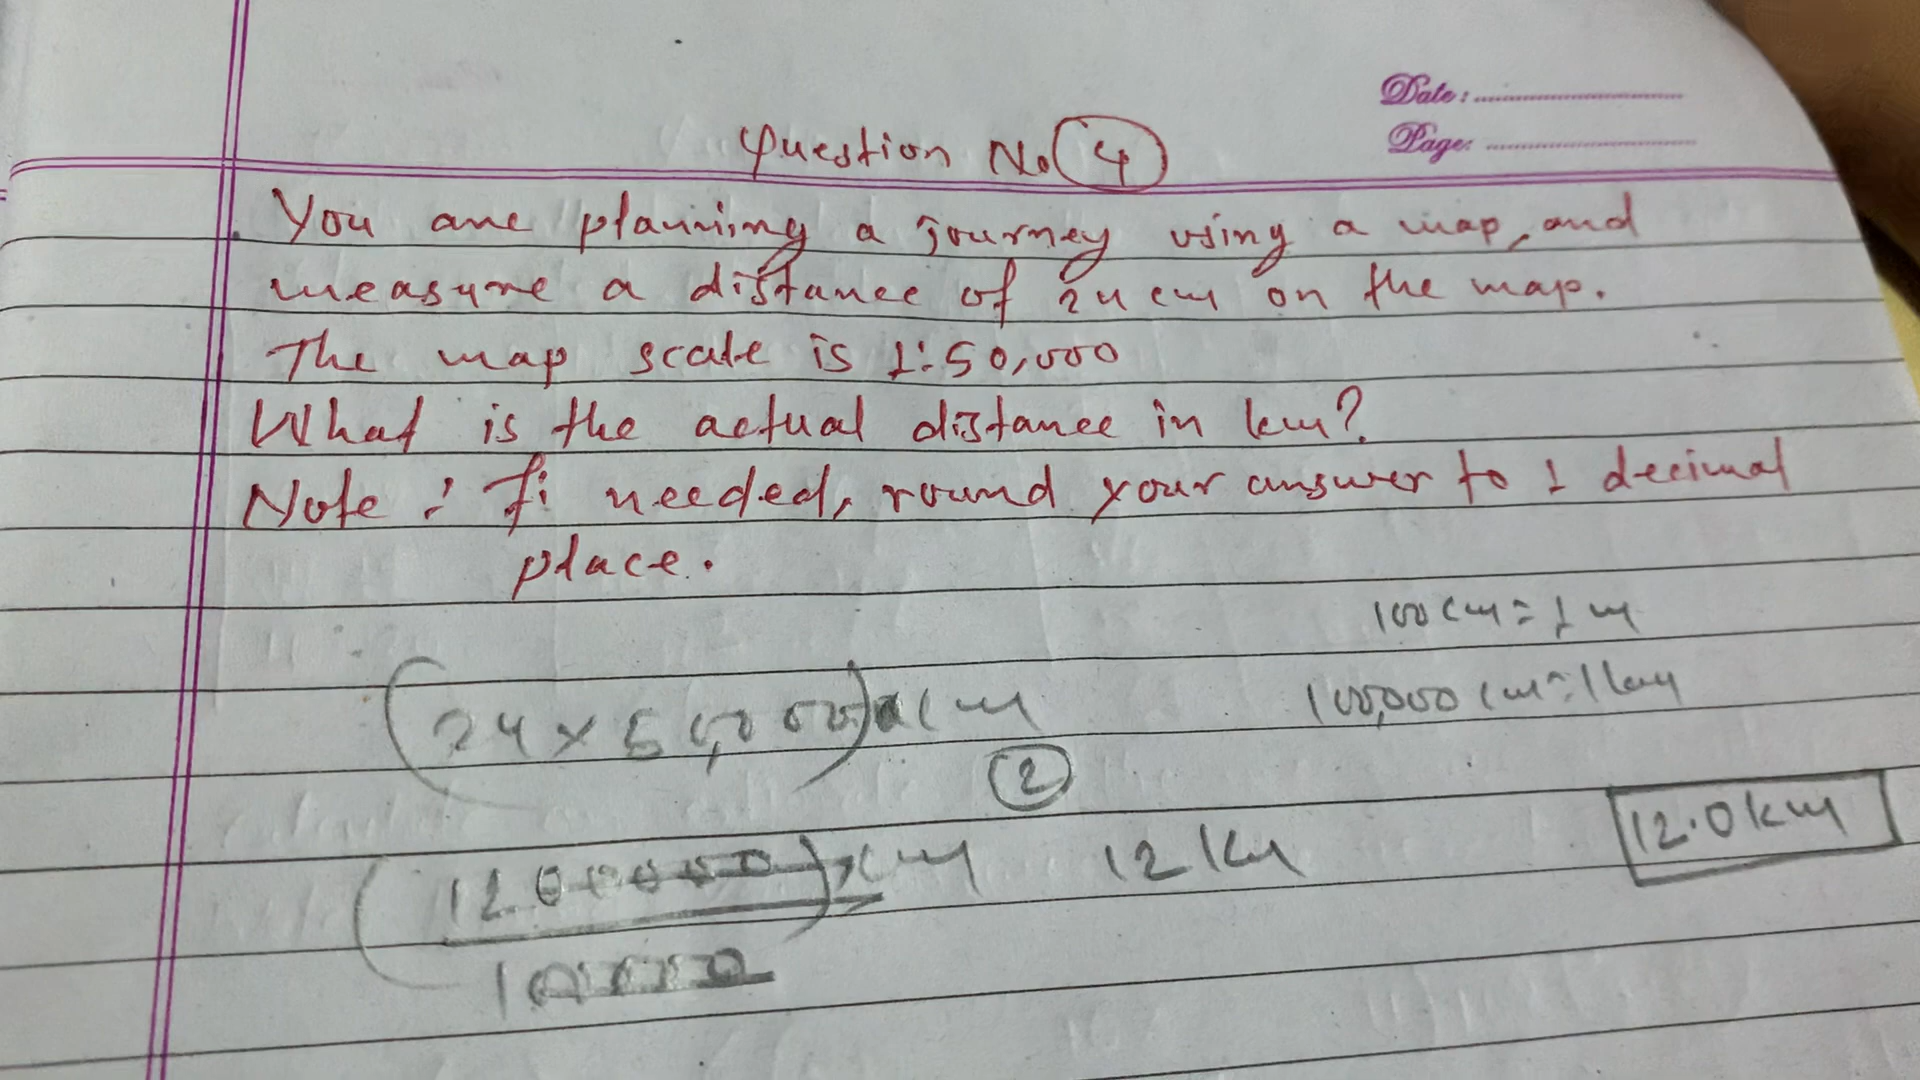 Date:
Page:
Question No 4
You are planning a journey using a map, and
measure a distance of 24 cm on the map.
The map scale is 1:50,000
What is the actual distance in km?
Note : If needed, round your answer to 1 decimal
place.
100 cm = 1 m
(24 x 50,000) cm
100,000 cm = 1 km
2
12 Km
12.0 km